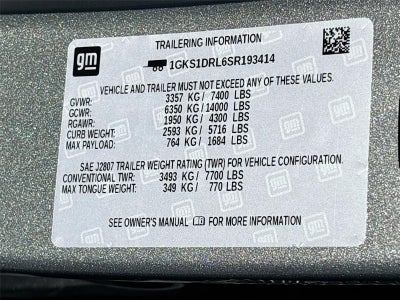 gm
TRAILERING INFORMATION
1GKS1DRL6SR193414
VEHICLE AND TRAILER MUST NOT EXCEED ANY OF THESE VALUES.
GVWR: 3357 KG / 7400 LBS
GCWR: 6350 KG / 14000 LBS
RGAWR: 1950 KG / 4300 LBS
CURB WEIGHT: 2593 KG / 5716 LBS
MAX PAYLOAD: 764 KG / 1684 LBS
SAE J2807 TRAILER WEIGHT RATING (TWR) FOR VEHICLE CONFIGURATION.
CONVENTIONAL TWR: 3493 KG / 7700 LBS
MAX TONGUE WEIGHT: 349 KG / 770 LBS
SEE OWNER'S MANUAL FOR MORE INFORMATION